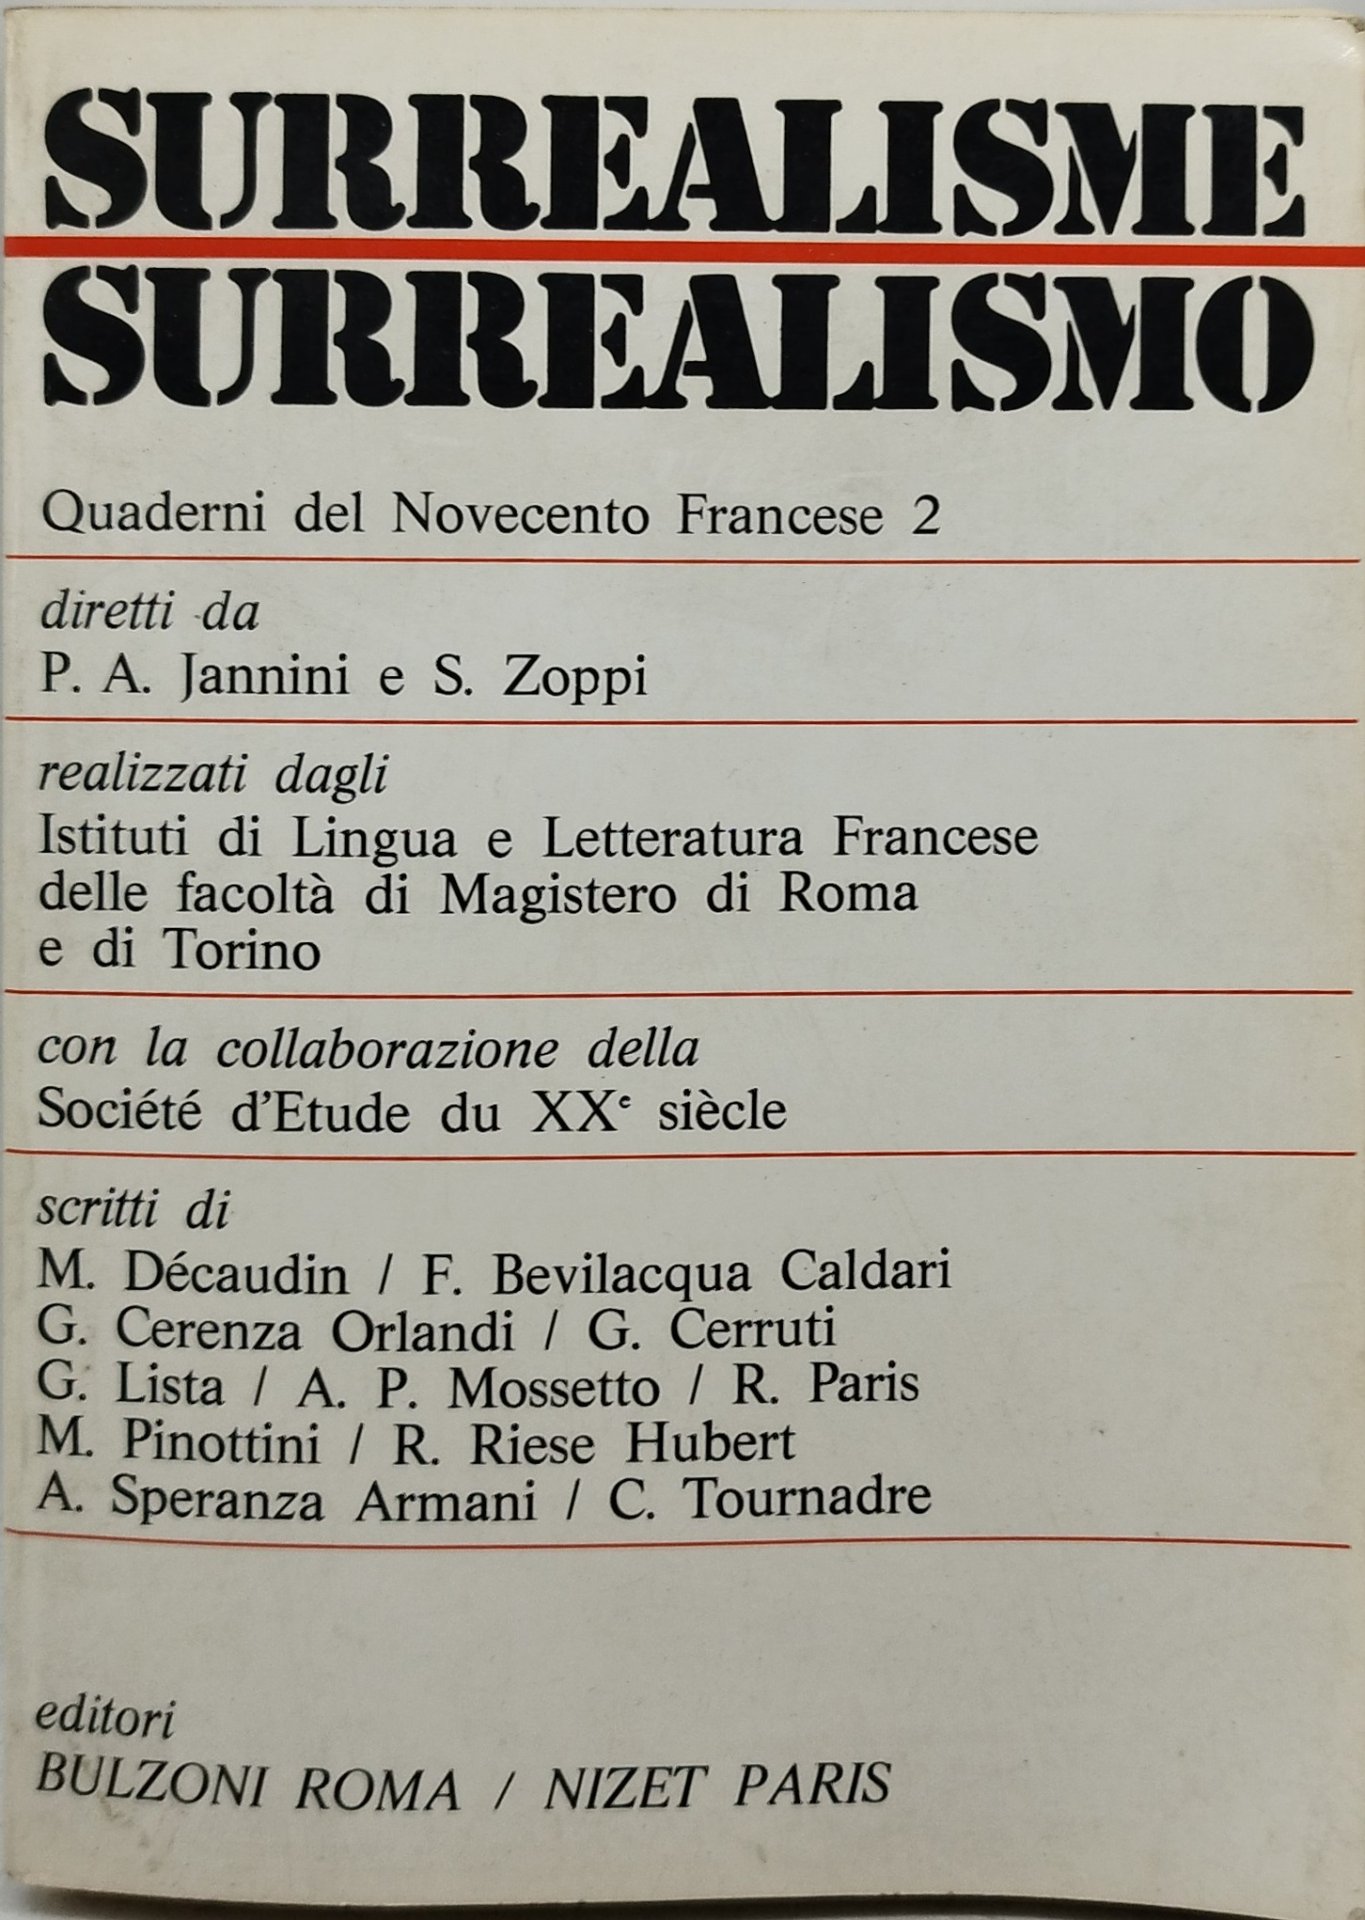 SURREALISME
SURREALISMO
Quaderni del Novecento Francese 2
diretti da
P. A. Jannini e S. Zoppi
realizzati dagli
Istituti di Lingua e Letteratura Francese
delle facoltà di Magistero di Roma
e di Torino
con la collaborazione della
Société d'Etude du XXᵉ siècle
scritti di
M. Décaudin / F. Bevilacqua Caldari
G. Cerenza Orlandi / G. Cerruti
G. Lista / A. P. Mossetto / R. Paris
M. Pinottini / R. Riese Hubert
A. Speranza Armani / C. Tournadre
editori
BULZONI ROMA / NIZET PARIS